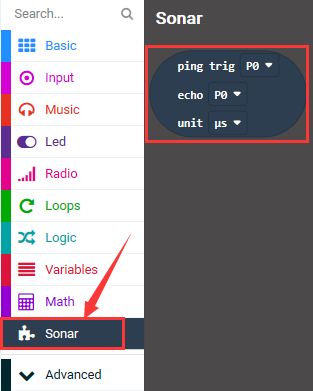 Search...
Basic
Input
Music
Led
Radio
Loops
Logic
Variables
Math
Sonar
Advanced
Sonar
ping trig P0
echo P0
unit μs